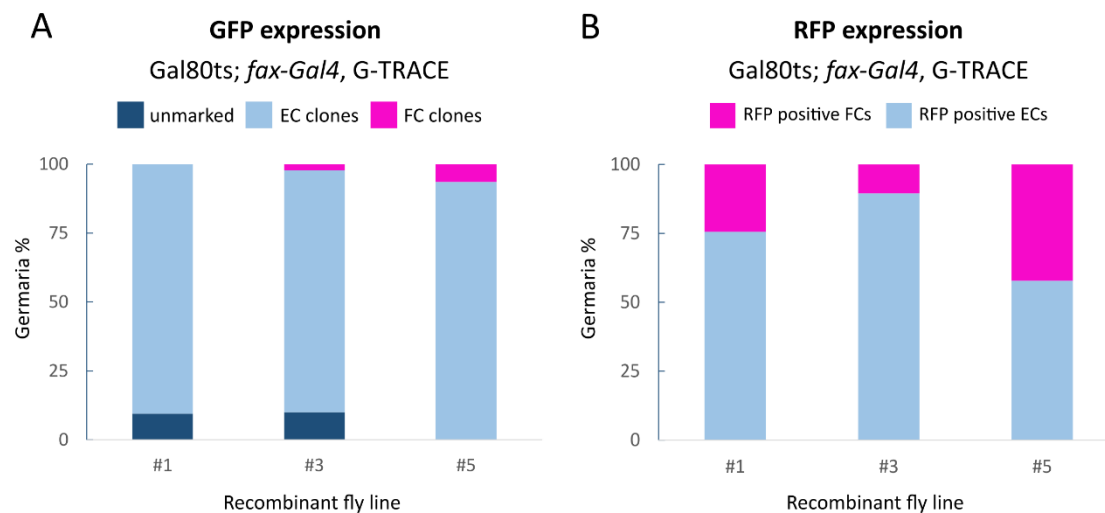 A
GFP expression
Gal80ts; fax-Gal4, G-TRACE
unmarked EC clones FC clones
100
75
50
25
0
Germaria %
#1 #3 #5
Recombinant fly line
B
RFP expression
Gal80ts; fax-Gal4, G-TRACE
RFP positive FCs RFP positive ECs
100
75
50
25
0
Germaria %
#1 #3 #5
Recombinant fly line